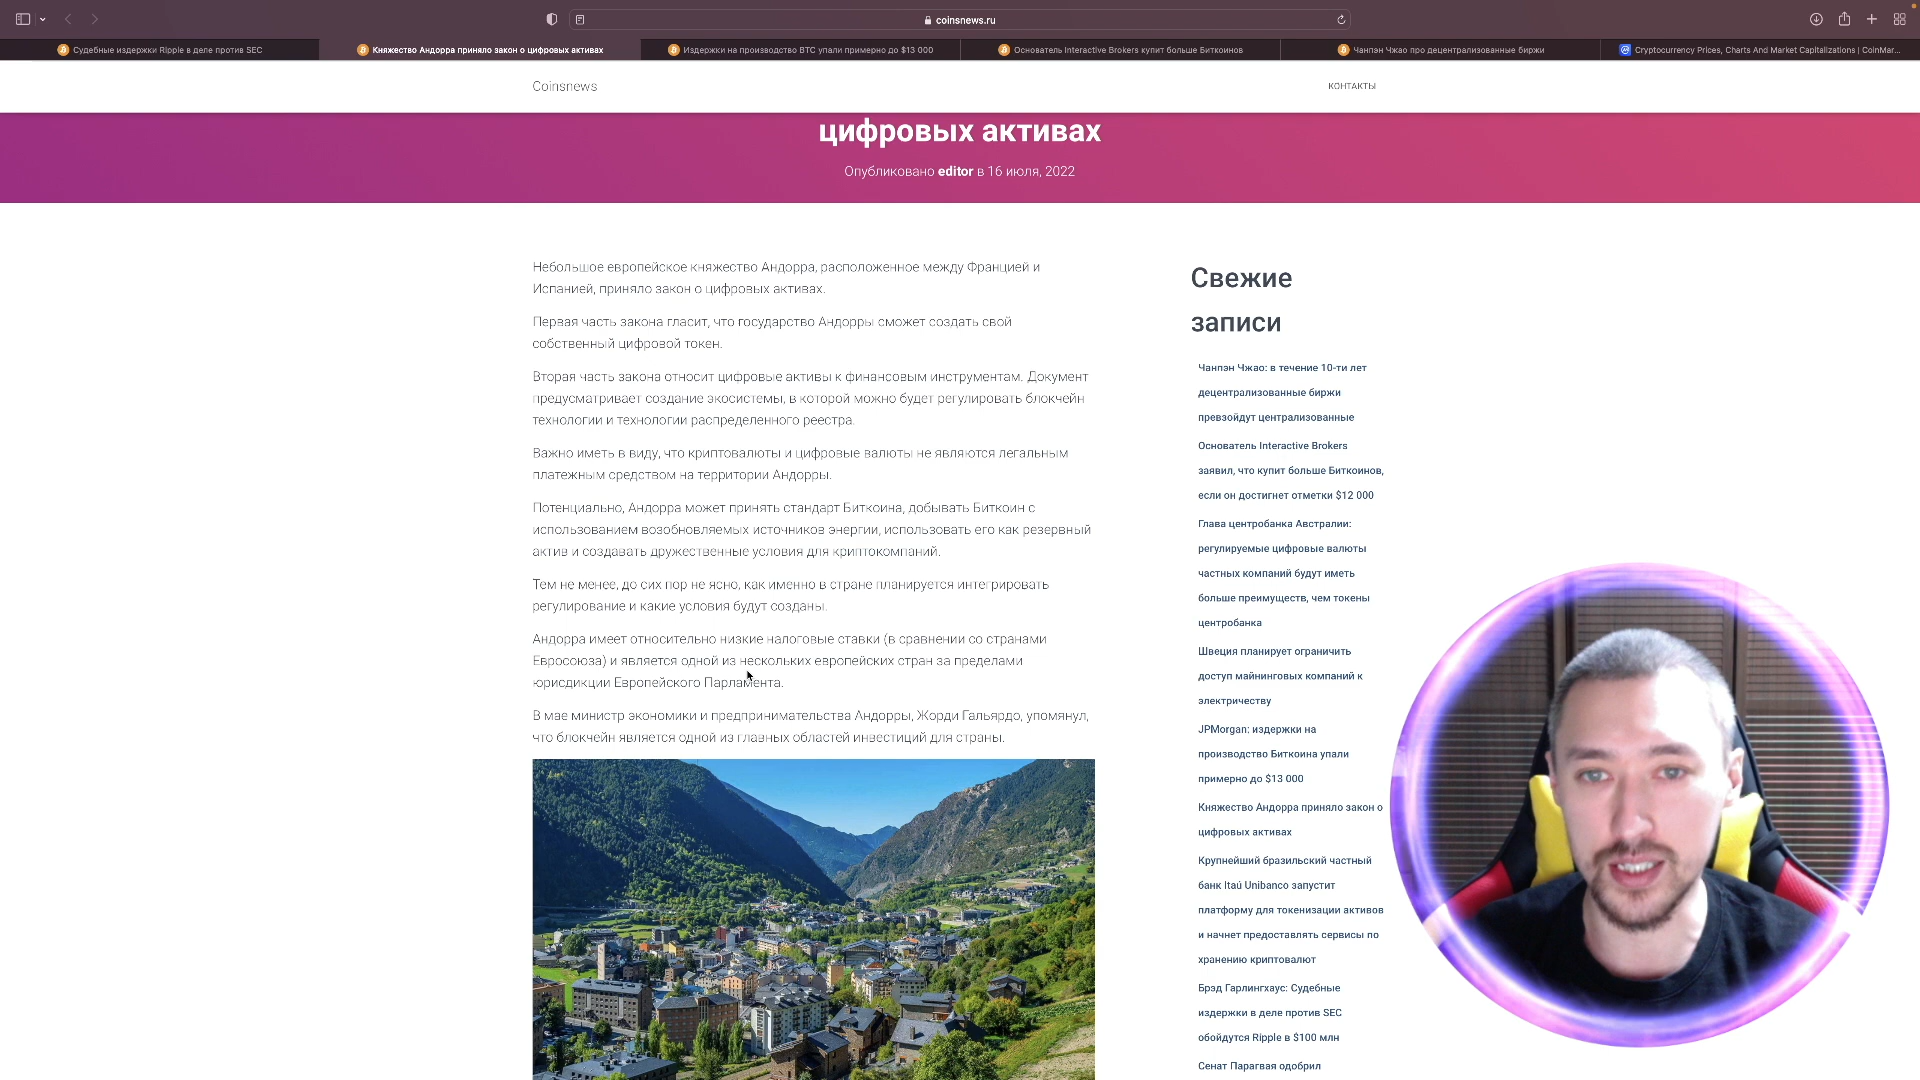 coinsnews.ru
Судебные издержки Ripple в деле против SEC
Княжество Андорра приняло закон о цифровых активах
Издержки на производство BTC упали примерно до $13 000
Основатель Interactive Brokers купит больше Биткоинов
Чанпэн Чжао про децентрализованные биржи
Cryptocurrency Prices, Charts And Market Capitalizations | CoinMar...
Coinsnews
КОНТАКТЫ
цифровых активах
Опубликовано editor в 16 июля, 2022
Небольшое европейское княжество Андорра, расположенное между Францией и
Испанией, приняло закон о цифровых активах.
Первая часть закона гласит, что государство Андорры сможет создать свой
собственный цифровой токен.
Вторая часть закона относит цифровые активы к финансовым инструментам. Документ
предусматривает создание экосистемы, в которой можно будет регулировать блокчейн
технологии и технологии распределенного реестра.
Важно иметь в виду, что криптовалюты и цифровые валюты не являются легальным
платежным средством на территории Андорры.
Потенциально, Андорра может принять стандарт Биткоина, добывать Биткоин с
использованием возобновляемых источников энергии, использовать его как резервный
актив и создавать дружественные условия для криптокомпаний.
Тем не менее, до сих пор не ясно, как именно в стране планируется интегрировать
регулирование и какие условия будут созданы.
Андорра имеет относительно низкие налоговые ставки (в сравнении со странами
Евросоюза) и является одной из нескольких европейских стран за пределами
юрисдикции Европейского Парламента.
В мае министр экономики и предпринимательства Андорры, Жорди Гальярдо, упомянул,
что блокчейн является одной из главных областей инвестиций для страны.
Свежие
записи
Чанпэн Чжао: в течение 10-ти лет
децентрализованные биржи
превзойдут централизованные
Основатель Interactive Brokers
заявил, что купит больше Биткоинов,
если он достигнет отметки $12 000
Глава центробанка Австралии:
регулируемые цифровые валюты
частных компаний будут иметь
больше преимуществ, чем токены
центробанка
Швеция планирует ограничить
доступ майнинговых компаний к
электричеству
JPMorgan: издержки на
производство Биткоина упали
примерно до $13 000
Княжество Андорра приняло закон о
цифровых активах
Крупнейший бразильский частный
банк Itaú Unibanco запустит
платформу для токенизации активов
и начнет предоставлять сервисы по
хранению криптовалют
Брэд Гарлингхаус: Судебные
издержки в деле против SEC
обойдутся Ripple в $100 млн
Сенат Парагвая одобрил